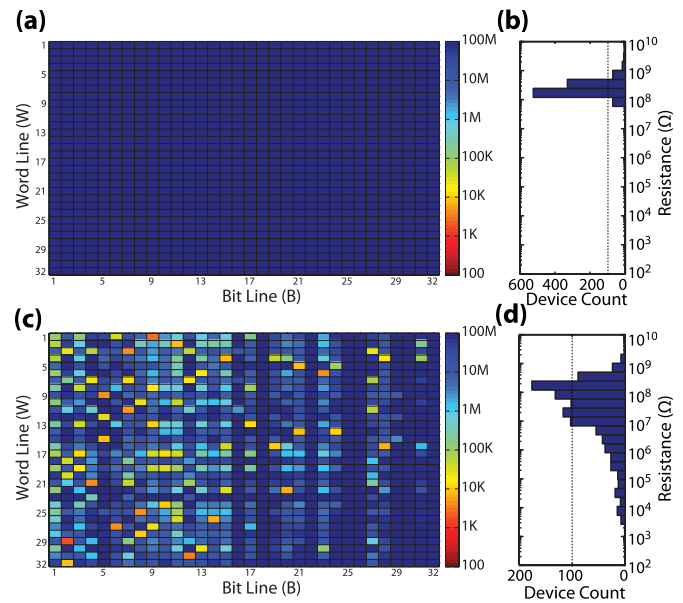 (a)
(b)
Word Line (W)
1
5
9
13
17
21
25
29
32
1
5
9
13
17
21
25
29
32
Bit Line (B)
100M
10M
1M
100K
10K
1K
100
10^10
10^9
10^8
10^7
10^6
10^5
10^4
10^3
10^2
Resistance (Ω)
600
400
200
0
Device Count
(c)
(d)
Word Line (W)
1
5
9
13
17
21
25
29
32
1
5
9
13
17
21
25
29
32
Bit Line (B)
100M
10M
1M
100K
10K
1K
100
10^10
10^9
10^8
10^7
10^6
10^5
10^4
10^3
10^2
Resistance (Ω)
200
100
0
Device Count